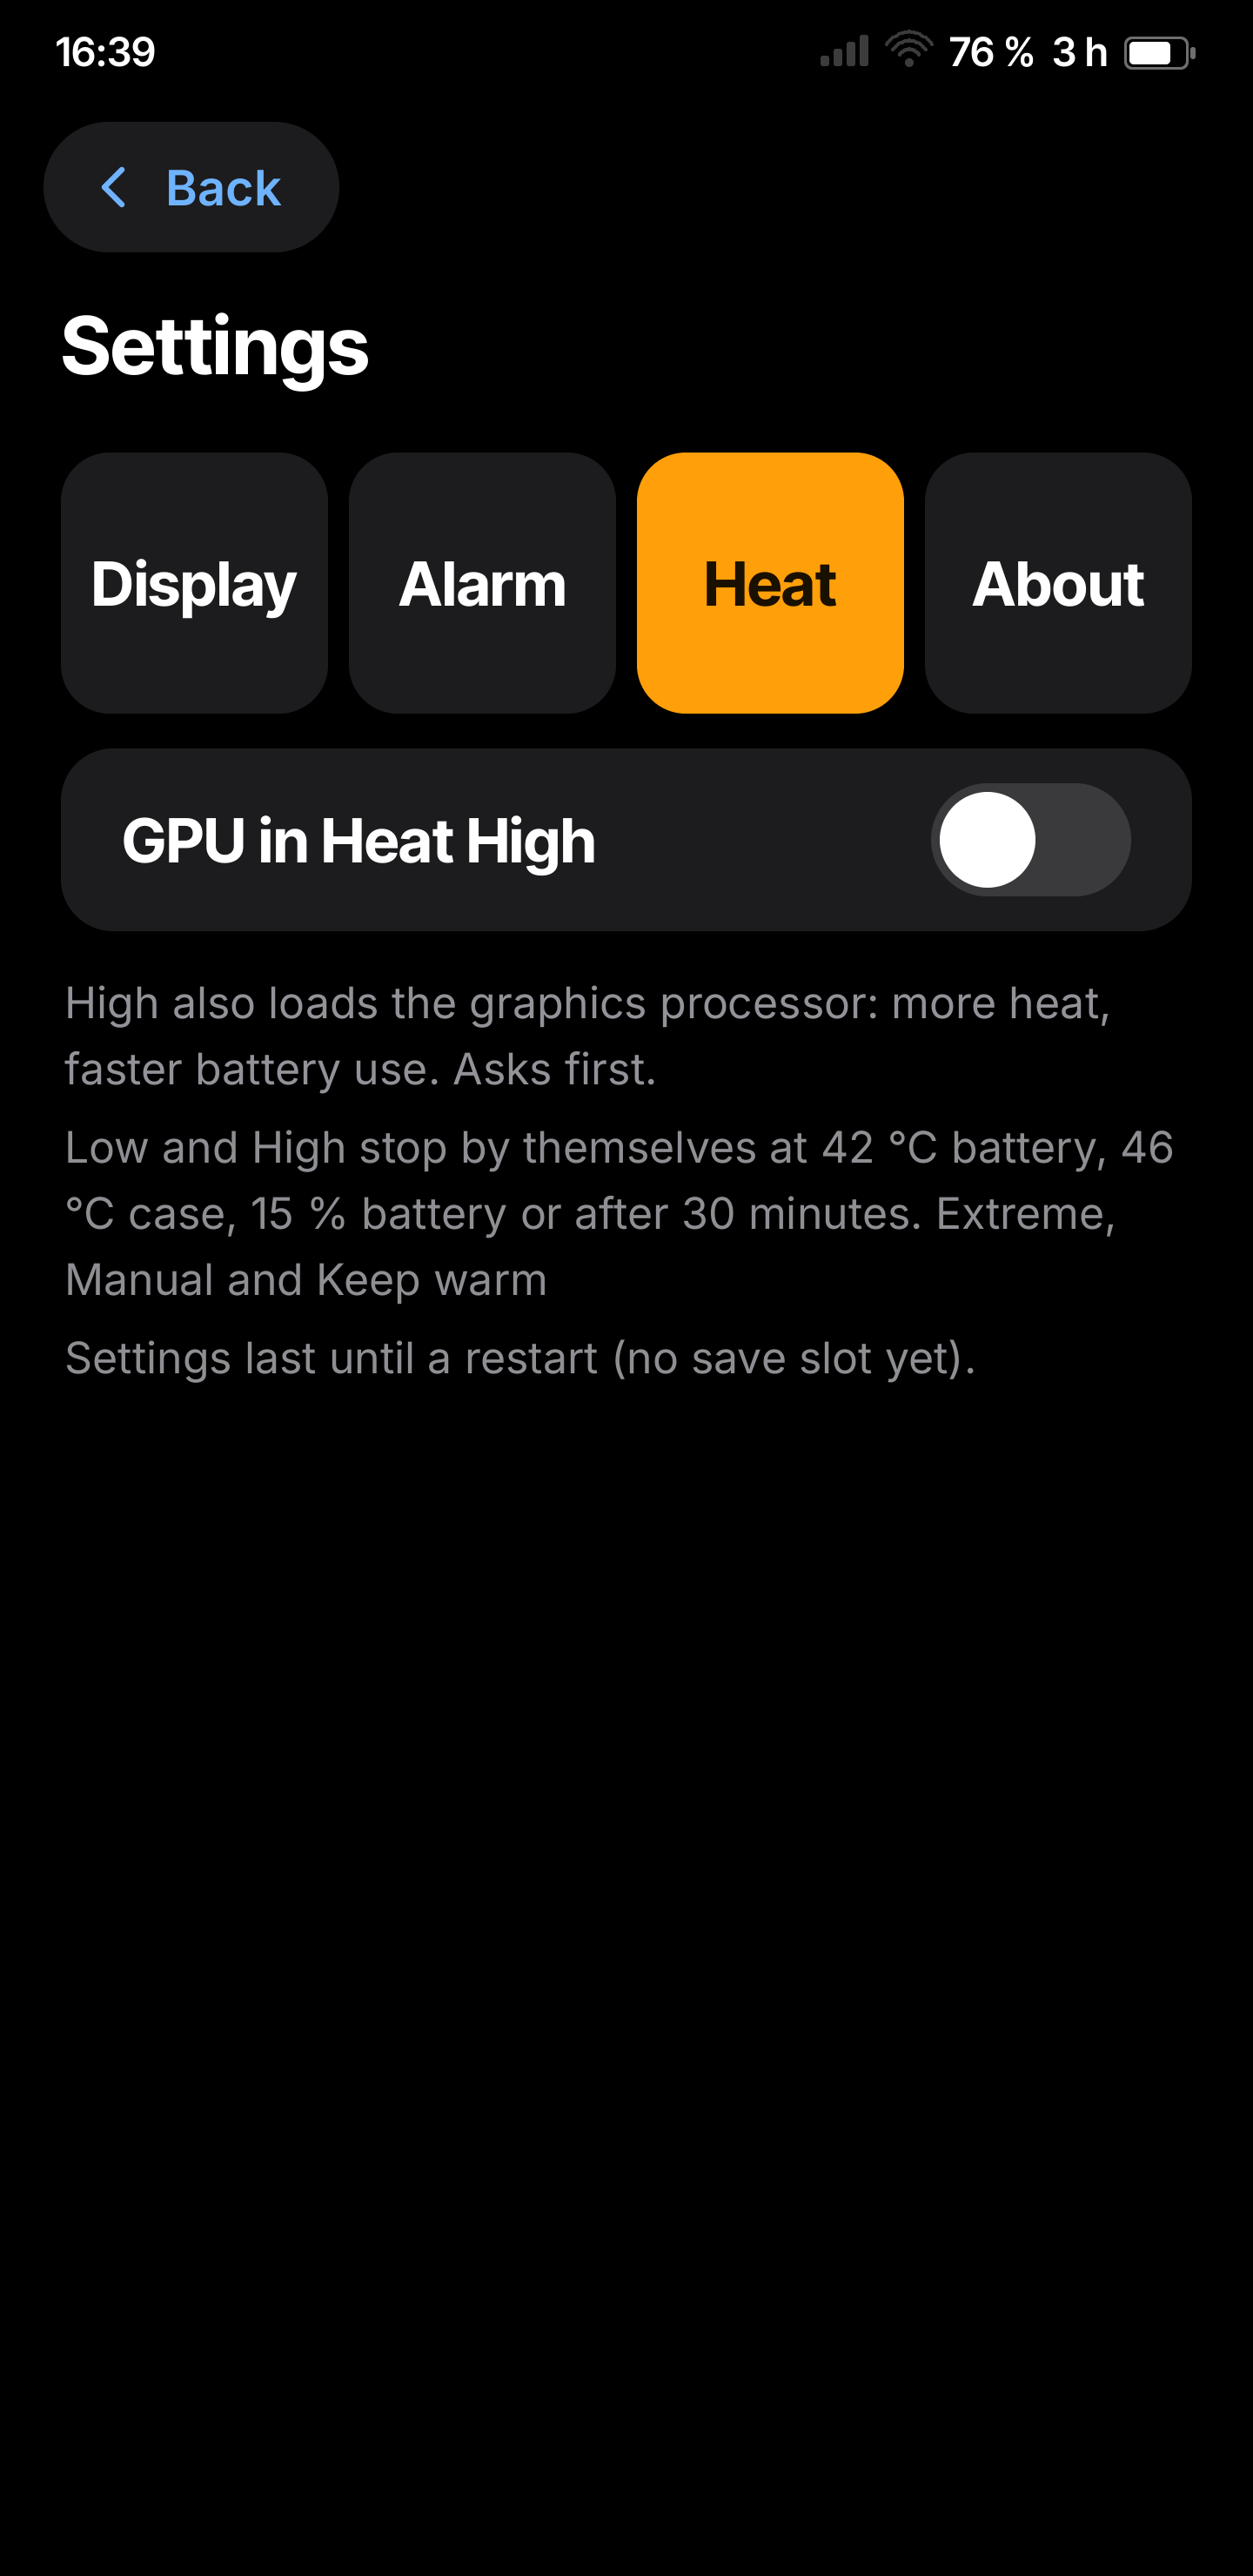 16:39 76 % 3 h
Back
Settings
Display Alarm Heat About
GPU in Heat High
High also loads the graphics processor: more heat,
faster battery use. Asks first.
Low and High stop by themselves at 42 °C battery, 46
°C case, 15 % battery or after 30 minutes. Extreme,
Manual and Keep warm
Settings last until a restart (no save slot yet).